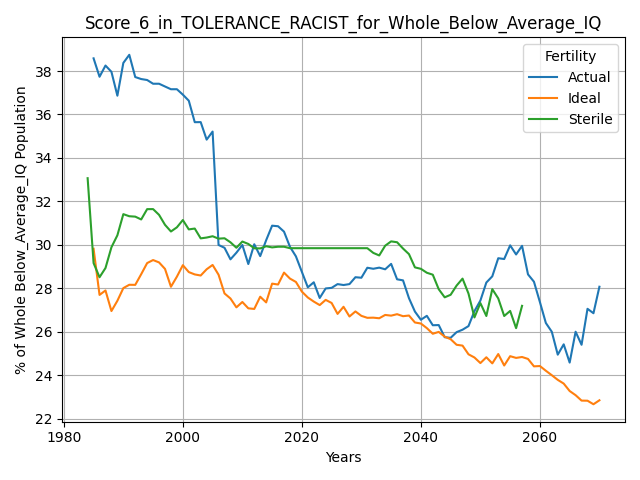 Score_6_in_TOLERANCE_RACIST_for_Whole_Below_Average_IQ
Fertility
Actual
Ideal
Sterile
% of Whole Below_Average_IQ Population
38
36
34
32
30
28
26
24
22
1980
2000
2020
2040
2060
Years